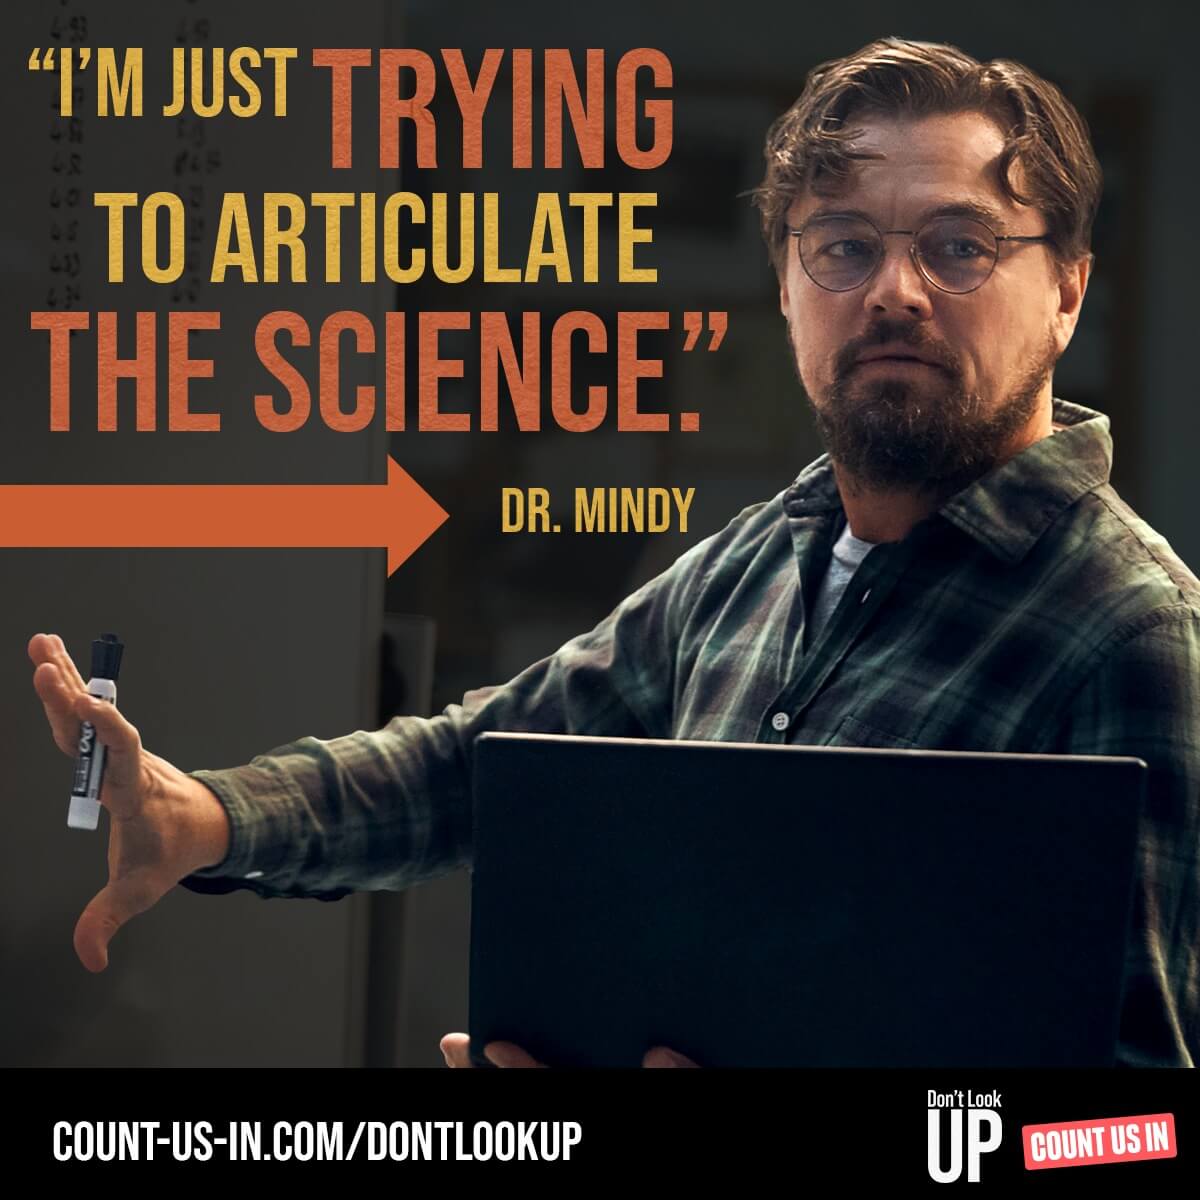 “I’M JUST TRYING
TO ARTICULATE
THE SCIENCE.”
DR. MINDY
COUNT-US-IN.COM/DONTLOOKUP
Don’t Look
UP
COUNT US IN